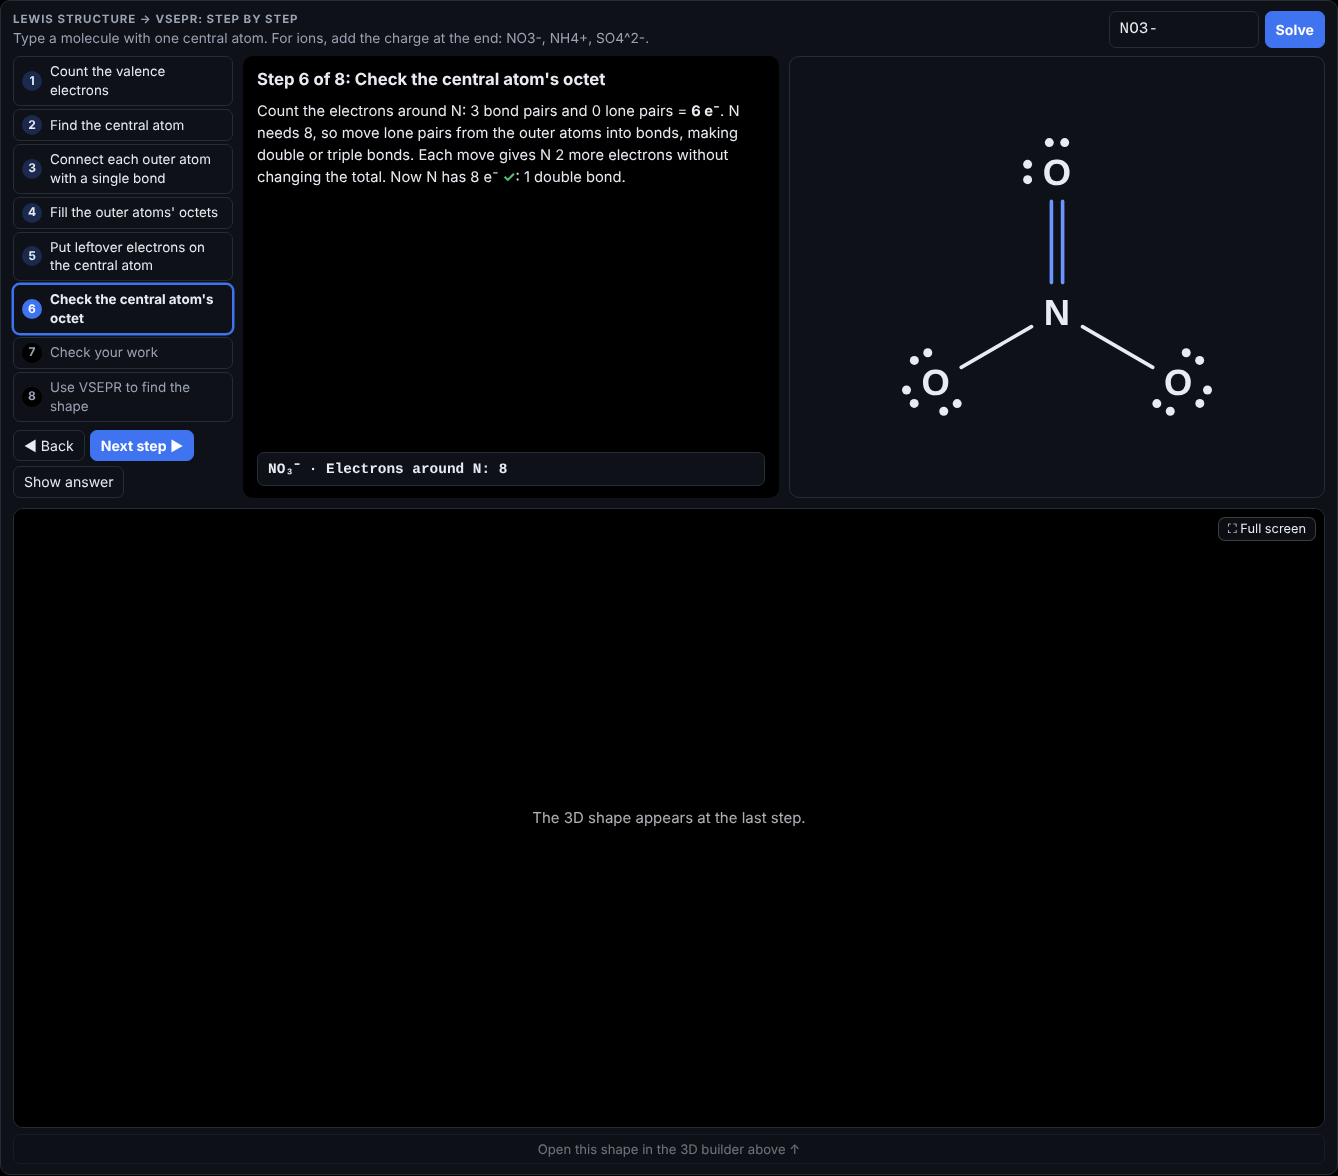 LEWIS STRUCTURE → VSEPR: STEP BY STEP
Type a molecule with one central atom. For ions, add the charge at the end: NO3-, NH4+, SO4^2-.
NO3-
Solve
1 Count the valence
electrons
2 Find the central atom
3 Connect each outer atom
with a single bond
4 Fill the outer atoms' octets
5 Put leftover electrons on
the central atom
6 Check the central atom's
octet
7 Check your work
8 Use VSEPR to find the
shape
◀ Back
Next step ▶
Show answer
Step 6 of 8: Check the central atom's octet
Count the electrons around N: 3 bond pairs and 0 lone pairs = 6 e⁻. N
needs 8, so move lone pairs from the outer atoms into bonds, making
double or triple bonds. Each move gives N 2 more electrons without
changing the total. Now N has 8 e⁻ ✓: 1 double bond.
NO₃⁻ · Electrons around N: 8
O
N
O
O
⛶ Full screen
The 3D shape appears at the last step.
Open this shape in the 3D builder above ↑